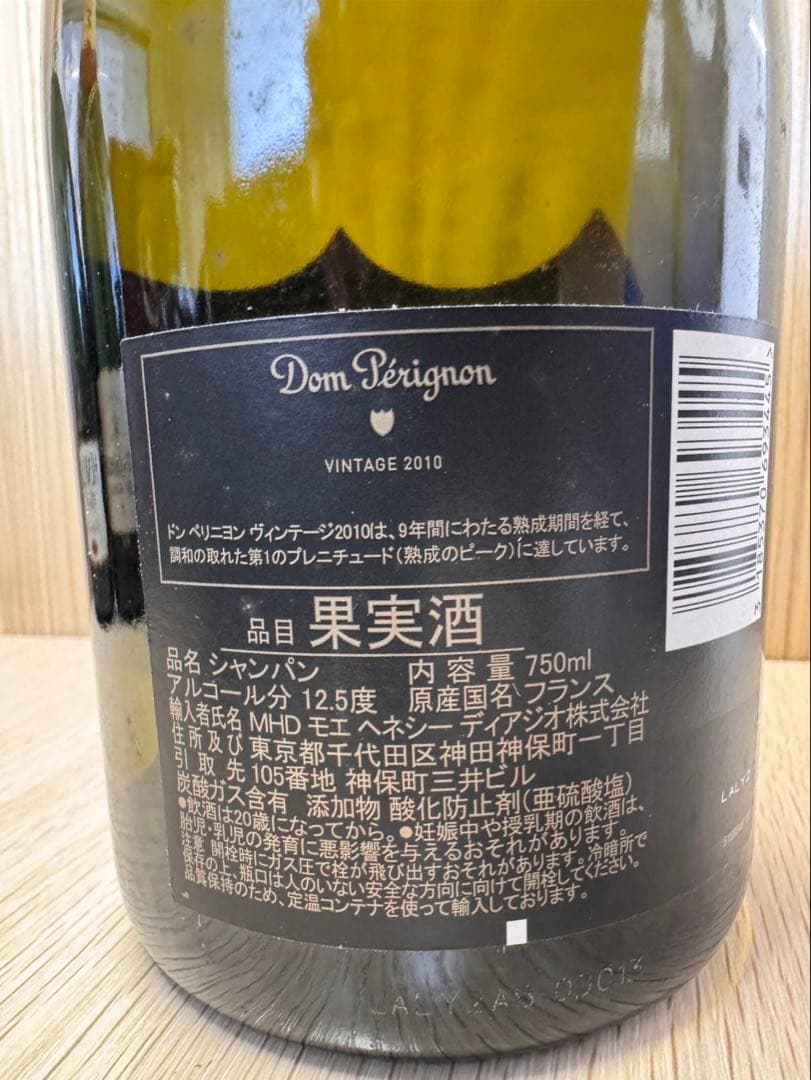 Dom Pérignon
VINTAGE 2010
ドン ペリニヨン ヴィンテージ2010は、9年間にわたる熟成期間を経て、
調和の取れた第1のプレニチュード(熟成のピーク)に達しています。
品目 果実酒
品名 シャンパン 内容量 750ml
アルコール分 12.5度 原産国名 フランス
輸入者氏名 MHD モエ ヘネシー ディアジオ株式会社
住所及び 東京都千代田区神田神保町一丁目
引取先 105番地 神保町三井ビル
炭酸ガス含有 添加物 酸化防止剤(亜硫酸塩)
●飲酒は20歳になってから。●妊娠中や授乳期の飲酒は、
胎児・乳児の発育に悪影響を与えるおそれがあります。
注意 開栓時にガス圧で栓が飛び出すおそれがあります。冷暗所で
保存の上、瓶口は人のいない安全な方向に向けて開栓してください。
品質保持のため、定温コンテナを使って輸入しております。
3 185370 693445 >
LALYZ